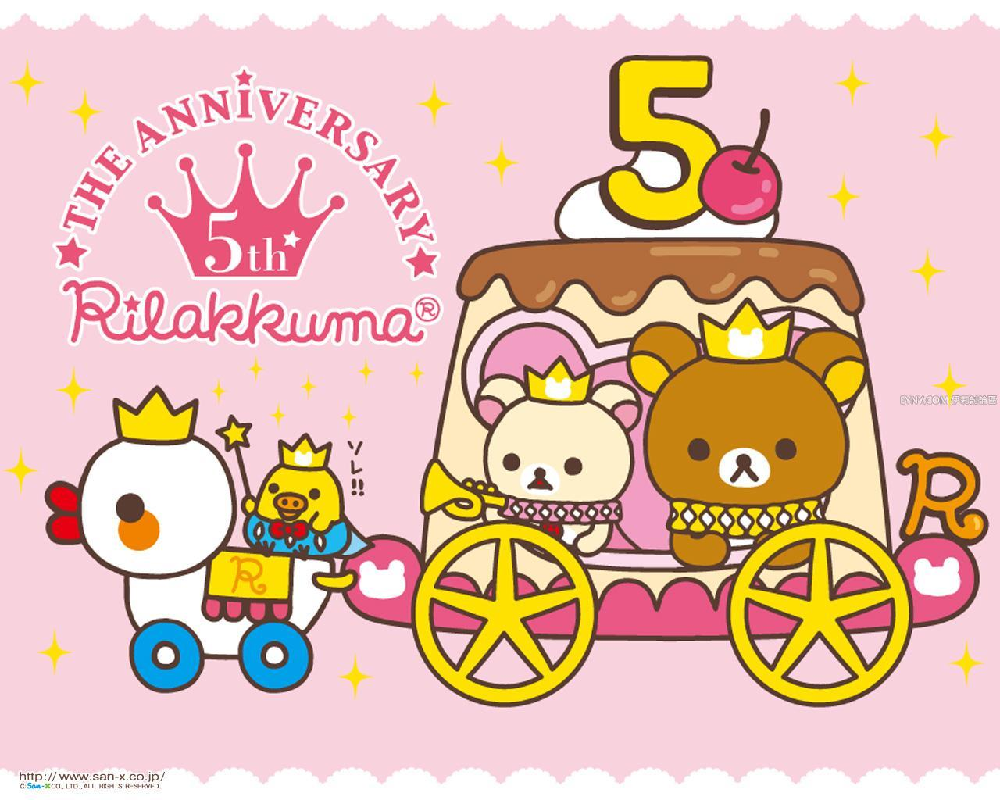 THE ANNIVERSARY
5th
Rilakkuma®
5
ソレ!!
R
R
EYNY.COM 伊莉討論區
http://www.san-x.co.jp/
© San-X CO., LTD., ALL RIGHTS RESERVED.